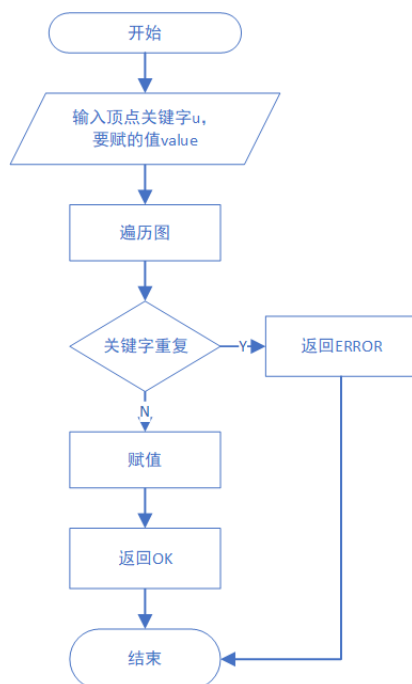 开始
输入顶点关键字u,
要赋的值value
遍历图
关键字重复
Y
返回ERROR
N
赋值
返回OK
结束